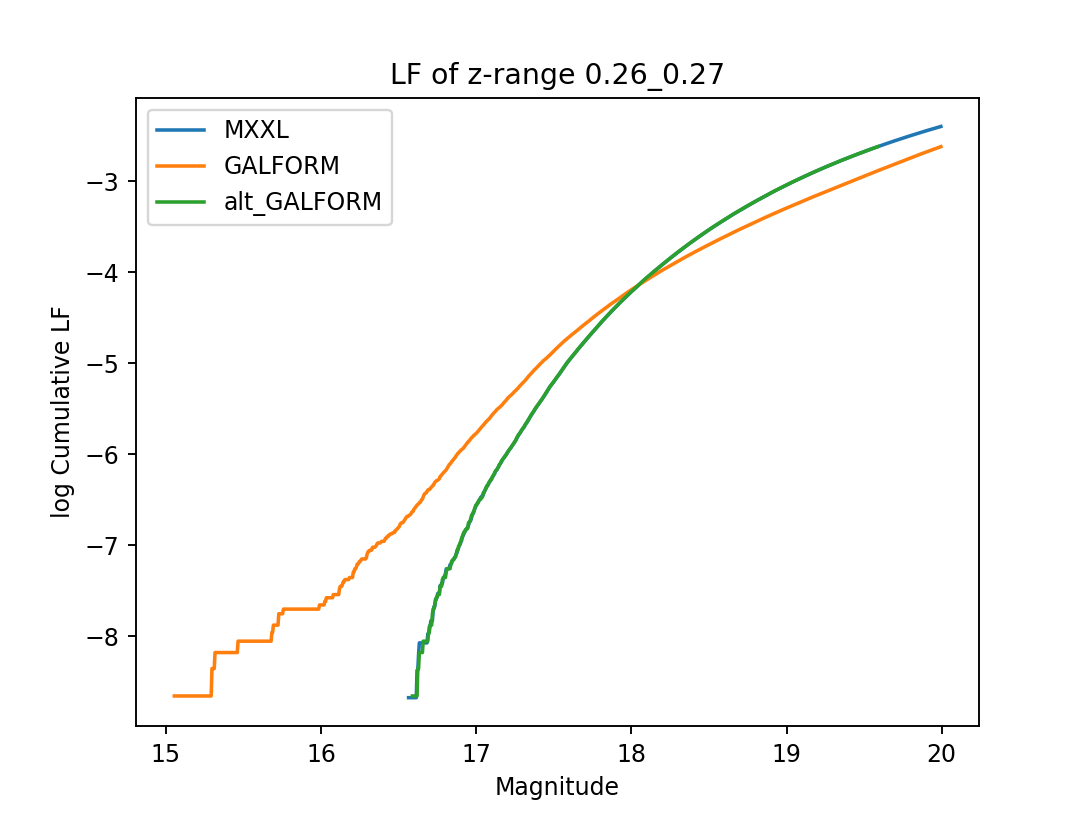 LF of z-range 0.26_0.27
MXXL
GALFORM
alt_GALFORM
log Cumulative LF
−3
−4
−5
−6
−7
−8
15 16 17 18 19 20
Magnitude